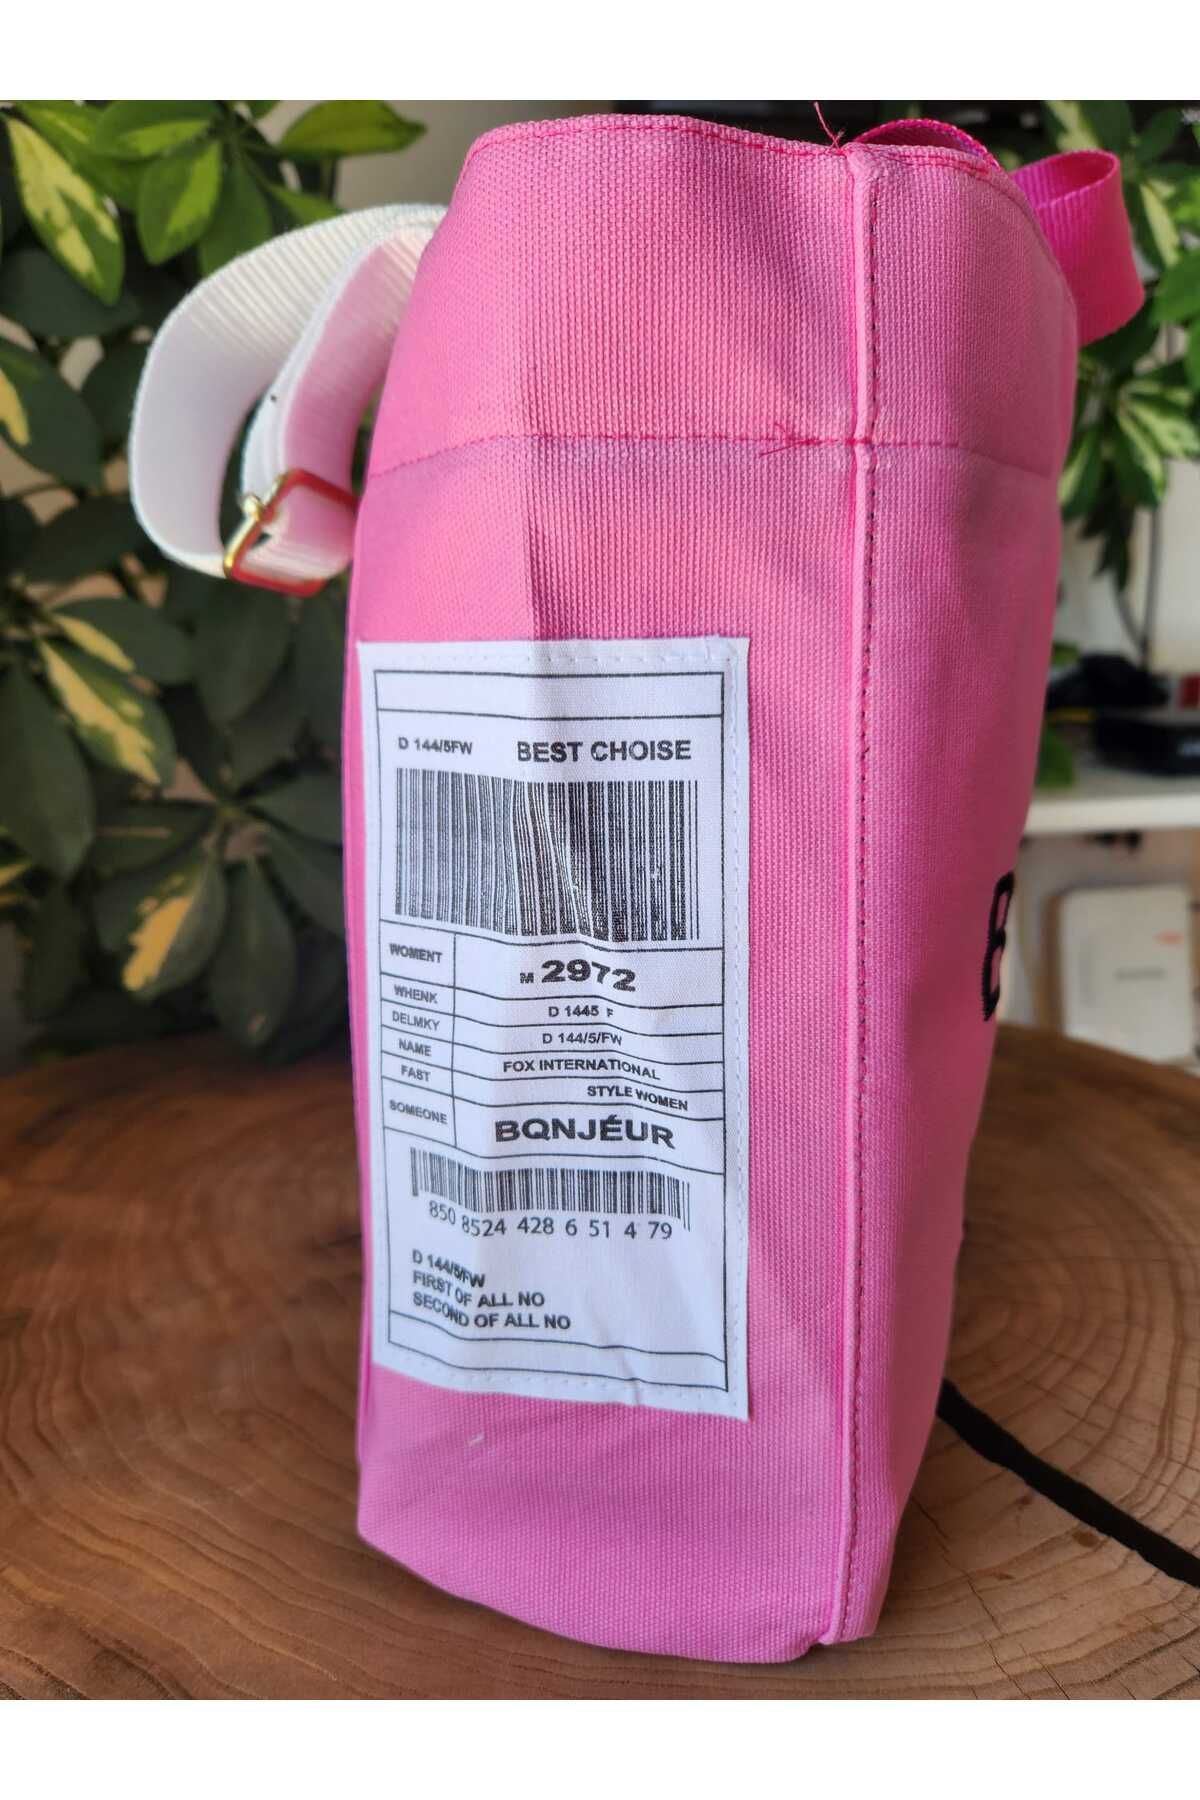 D 144/5FW BEST CHOISE
WOMENT M 2972
WHENK D 1445 F
DELMKY D 144/5/FW
NAME FOX INTERNATIONAL
FAST STYLE WOMEN
SOMEONE BQNJÉUR
850 8524 428 6 51 4 79
D 144/5/FW
FIRST OF ALL NO
SECOND OF ALL NO